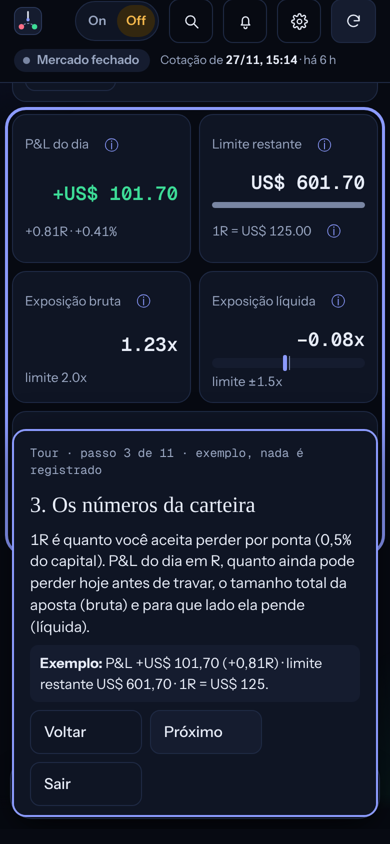 On Off
Mercado fechado Cotação de 27/11, 15:14 · há 6 h
P&L do dia ⓘ
+US$ 101.70
+0.81R · +0.41%
Limite restante ⓘ
US$ 601.70
1R = US$ 125.00 ⓘ
Exposição bruta ⓘ
1.23x
limite 2.0x
Exposição líquida ⓘ
−0.08x
limite ±1.5x
Tour · passo 3 de 11 · exemplo, nada é
registrado
3. Os números da carteira
1R é quanto você aceita perder por ponta (0,5%
do capital). P&L do dia em R, quanto ainda pode
perder hoje antes de travar, o tamanho total da
aposta (bruta) e para que lado ela pende
(líquida).
Exemplo: P&L +US$ 101,70 (+0,81R) · limite
restante US$ 601,70 · 1R = US$ 125.
Voltar
Próximo
Sair